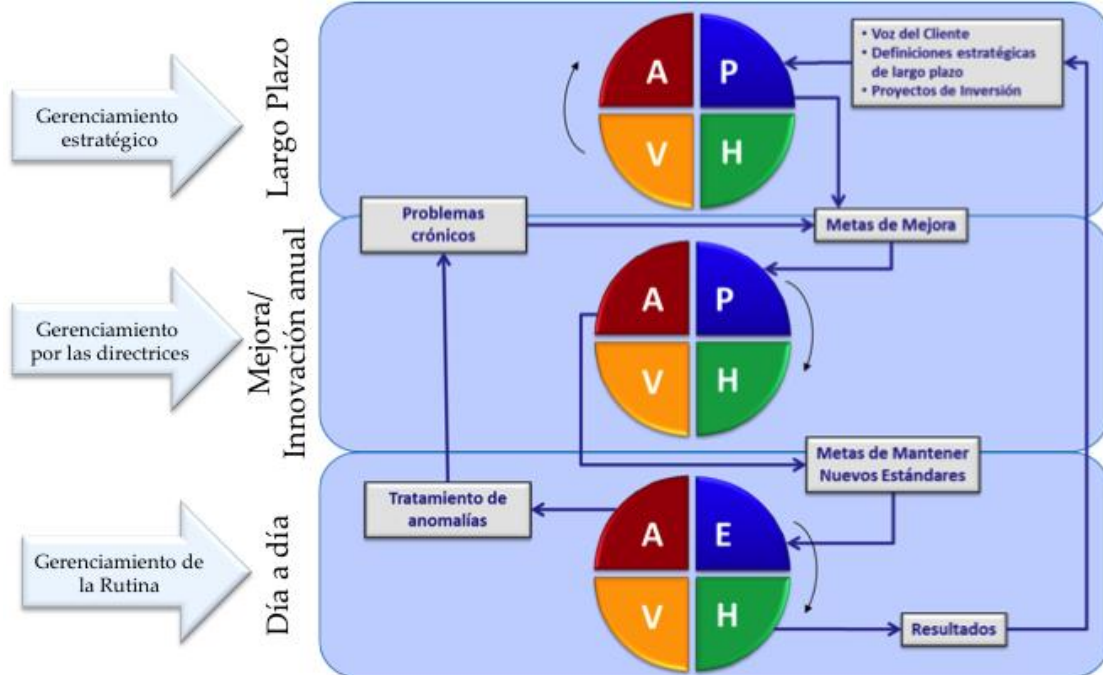 Gerenciamiento
estratégico
Largo Plazo
A
P
V
H
• Voz del Cliente
• Definiciones estratégicas
de largo plazo
• Proyectos de Inversión
Problemas
crónicos
Metas de Mejora
Gerenciamiento
por las directrices
Mejora/
Innovación anual
A
P
V
H
Metas de Mantener
Nuevos Estándares
Tratamiento de
anomalías
Gerenciamiento de
la Rutina
Día a día
A
E
V
H
Resultados